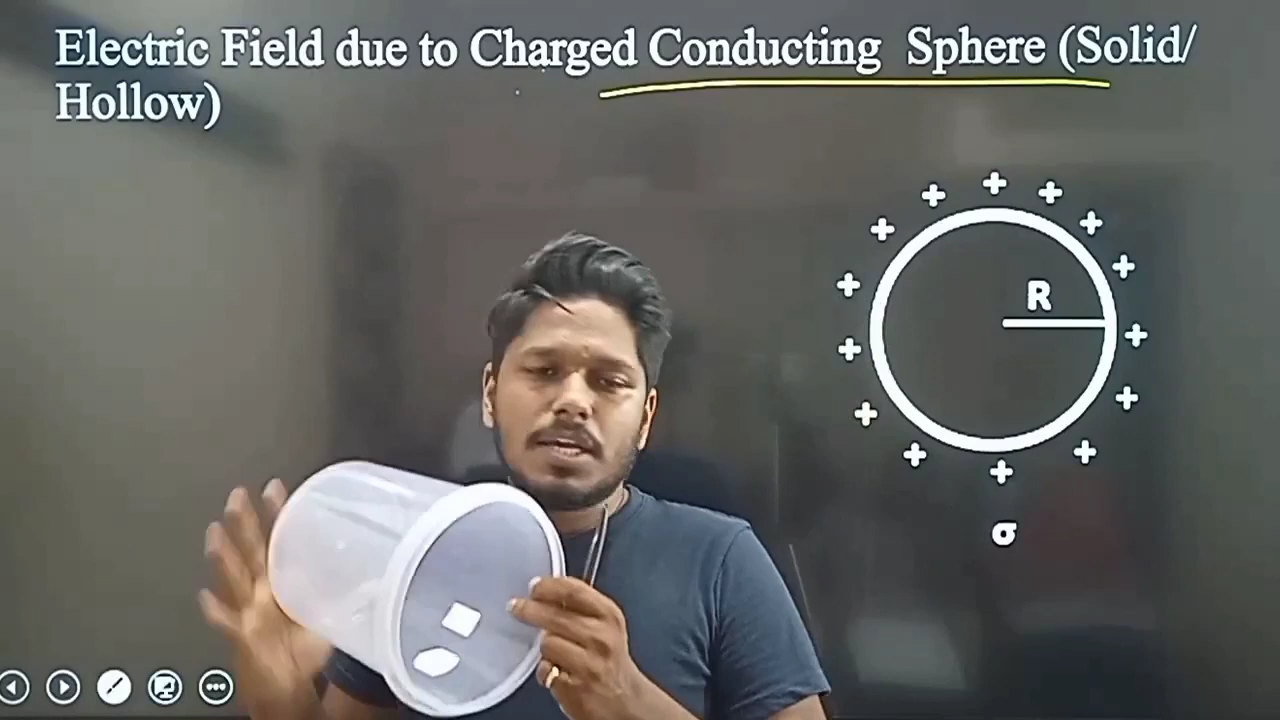 Electric Field due to Charged Conducting Sphere (Solid/
Hollow)
R
σ